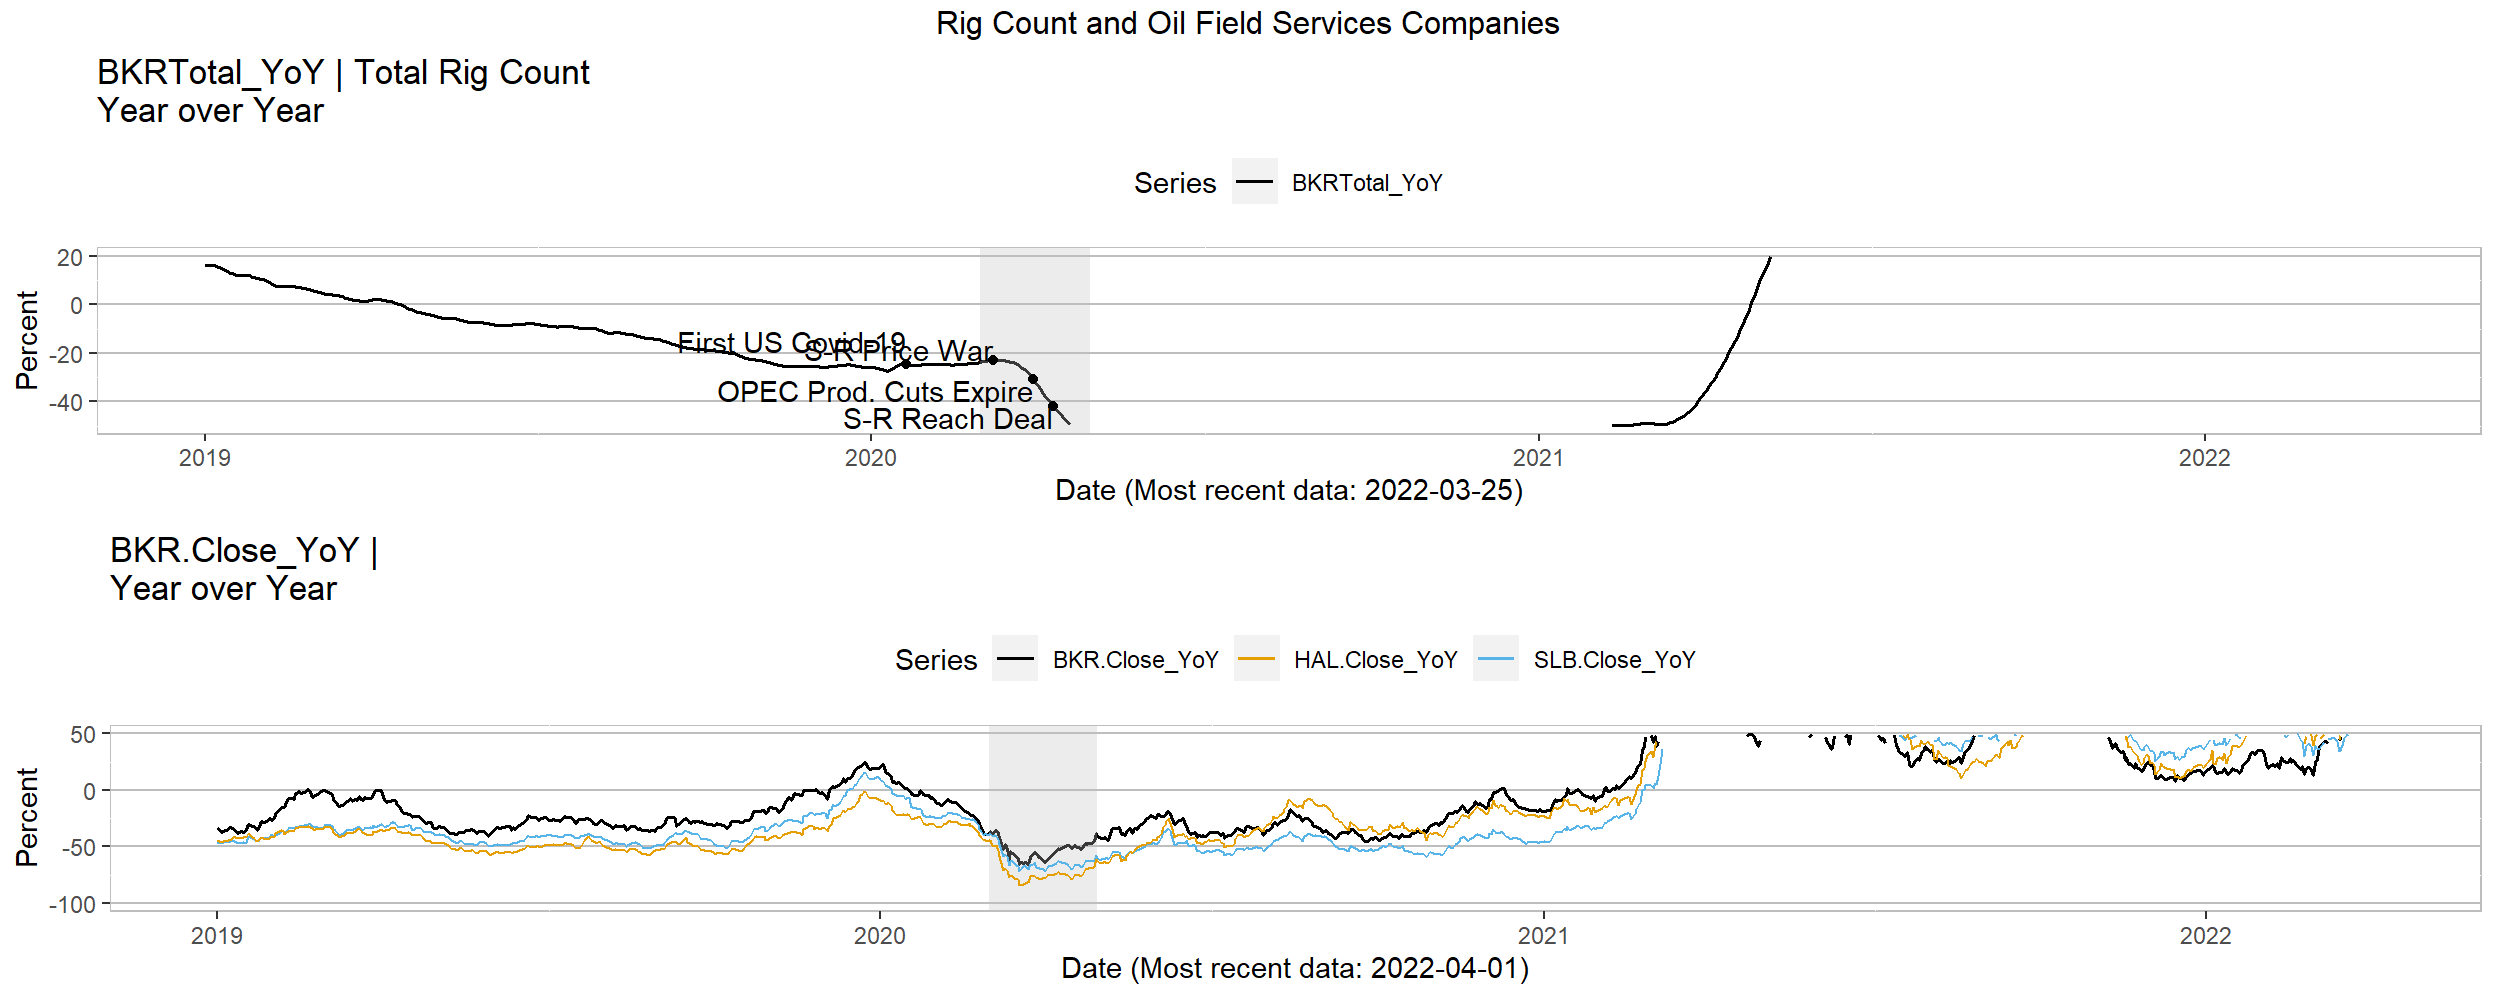 Rig Count and Oil Field Services Companies
BKRTotal_YoY | Total Rig Count
Year over Year
Series
BKRTotal_YoY
Percent
20
0
-20
-40
First US Covid-19
S-R Price War
OPEC Prod. Cuts Expire
S-R Reach Deal
2019
2020
2021
2022
Date (Most recent data: 2022-03-25)
BKR.Close_YoY |
Year over Year
Series
BKR.Close_YoY
HAL.Close_YoY
SLB.Close_YoY
Percent
50
0
-50
-100
2019
2020
2021
2022
Date (Most recent data: 2022-04-01)